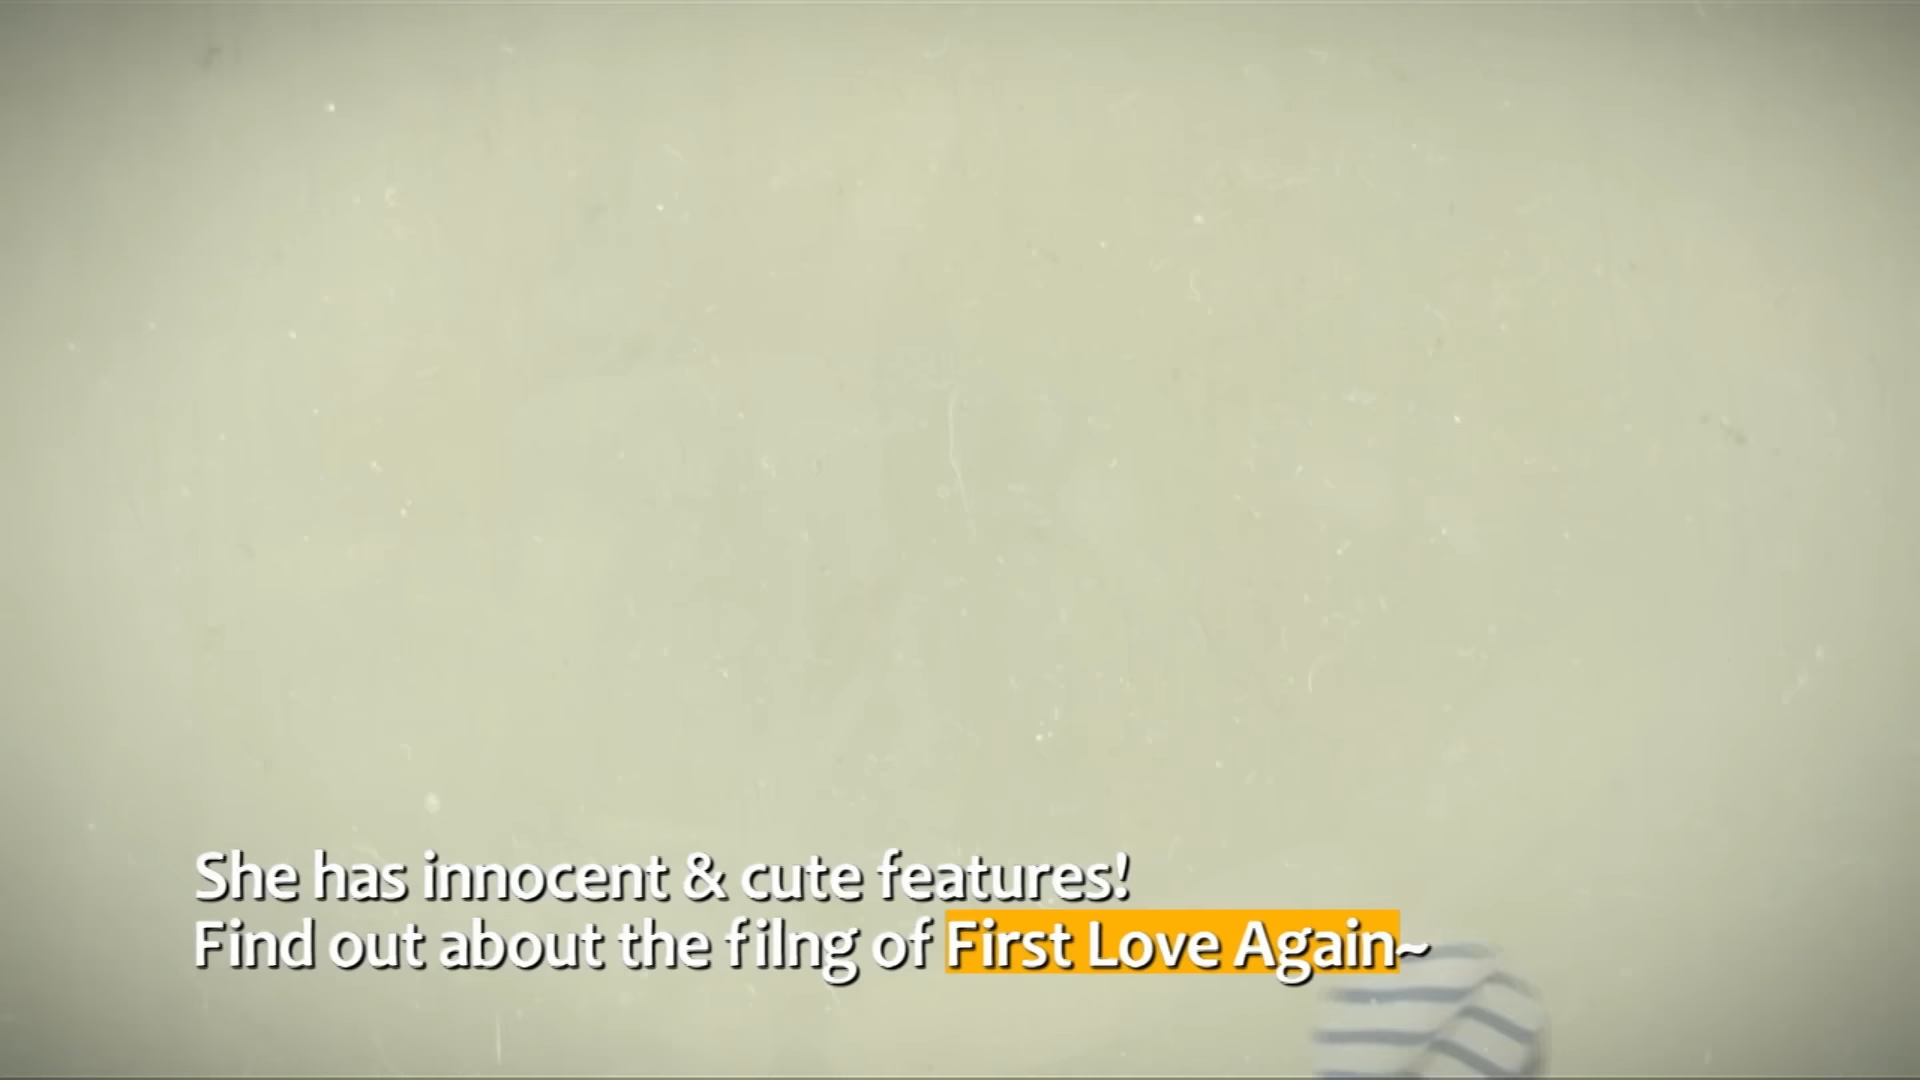 She has innocent & cute features!
Find out about the filng of First Love Again~